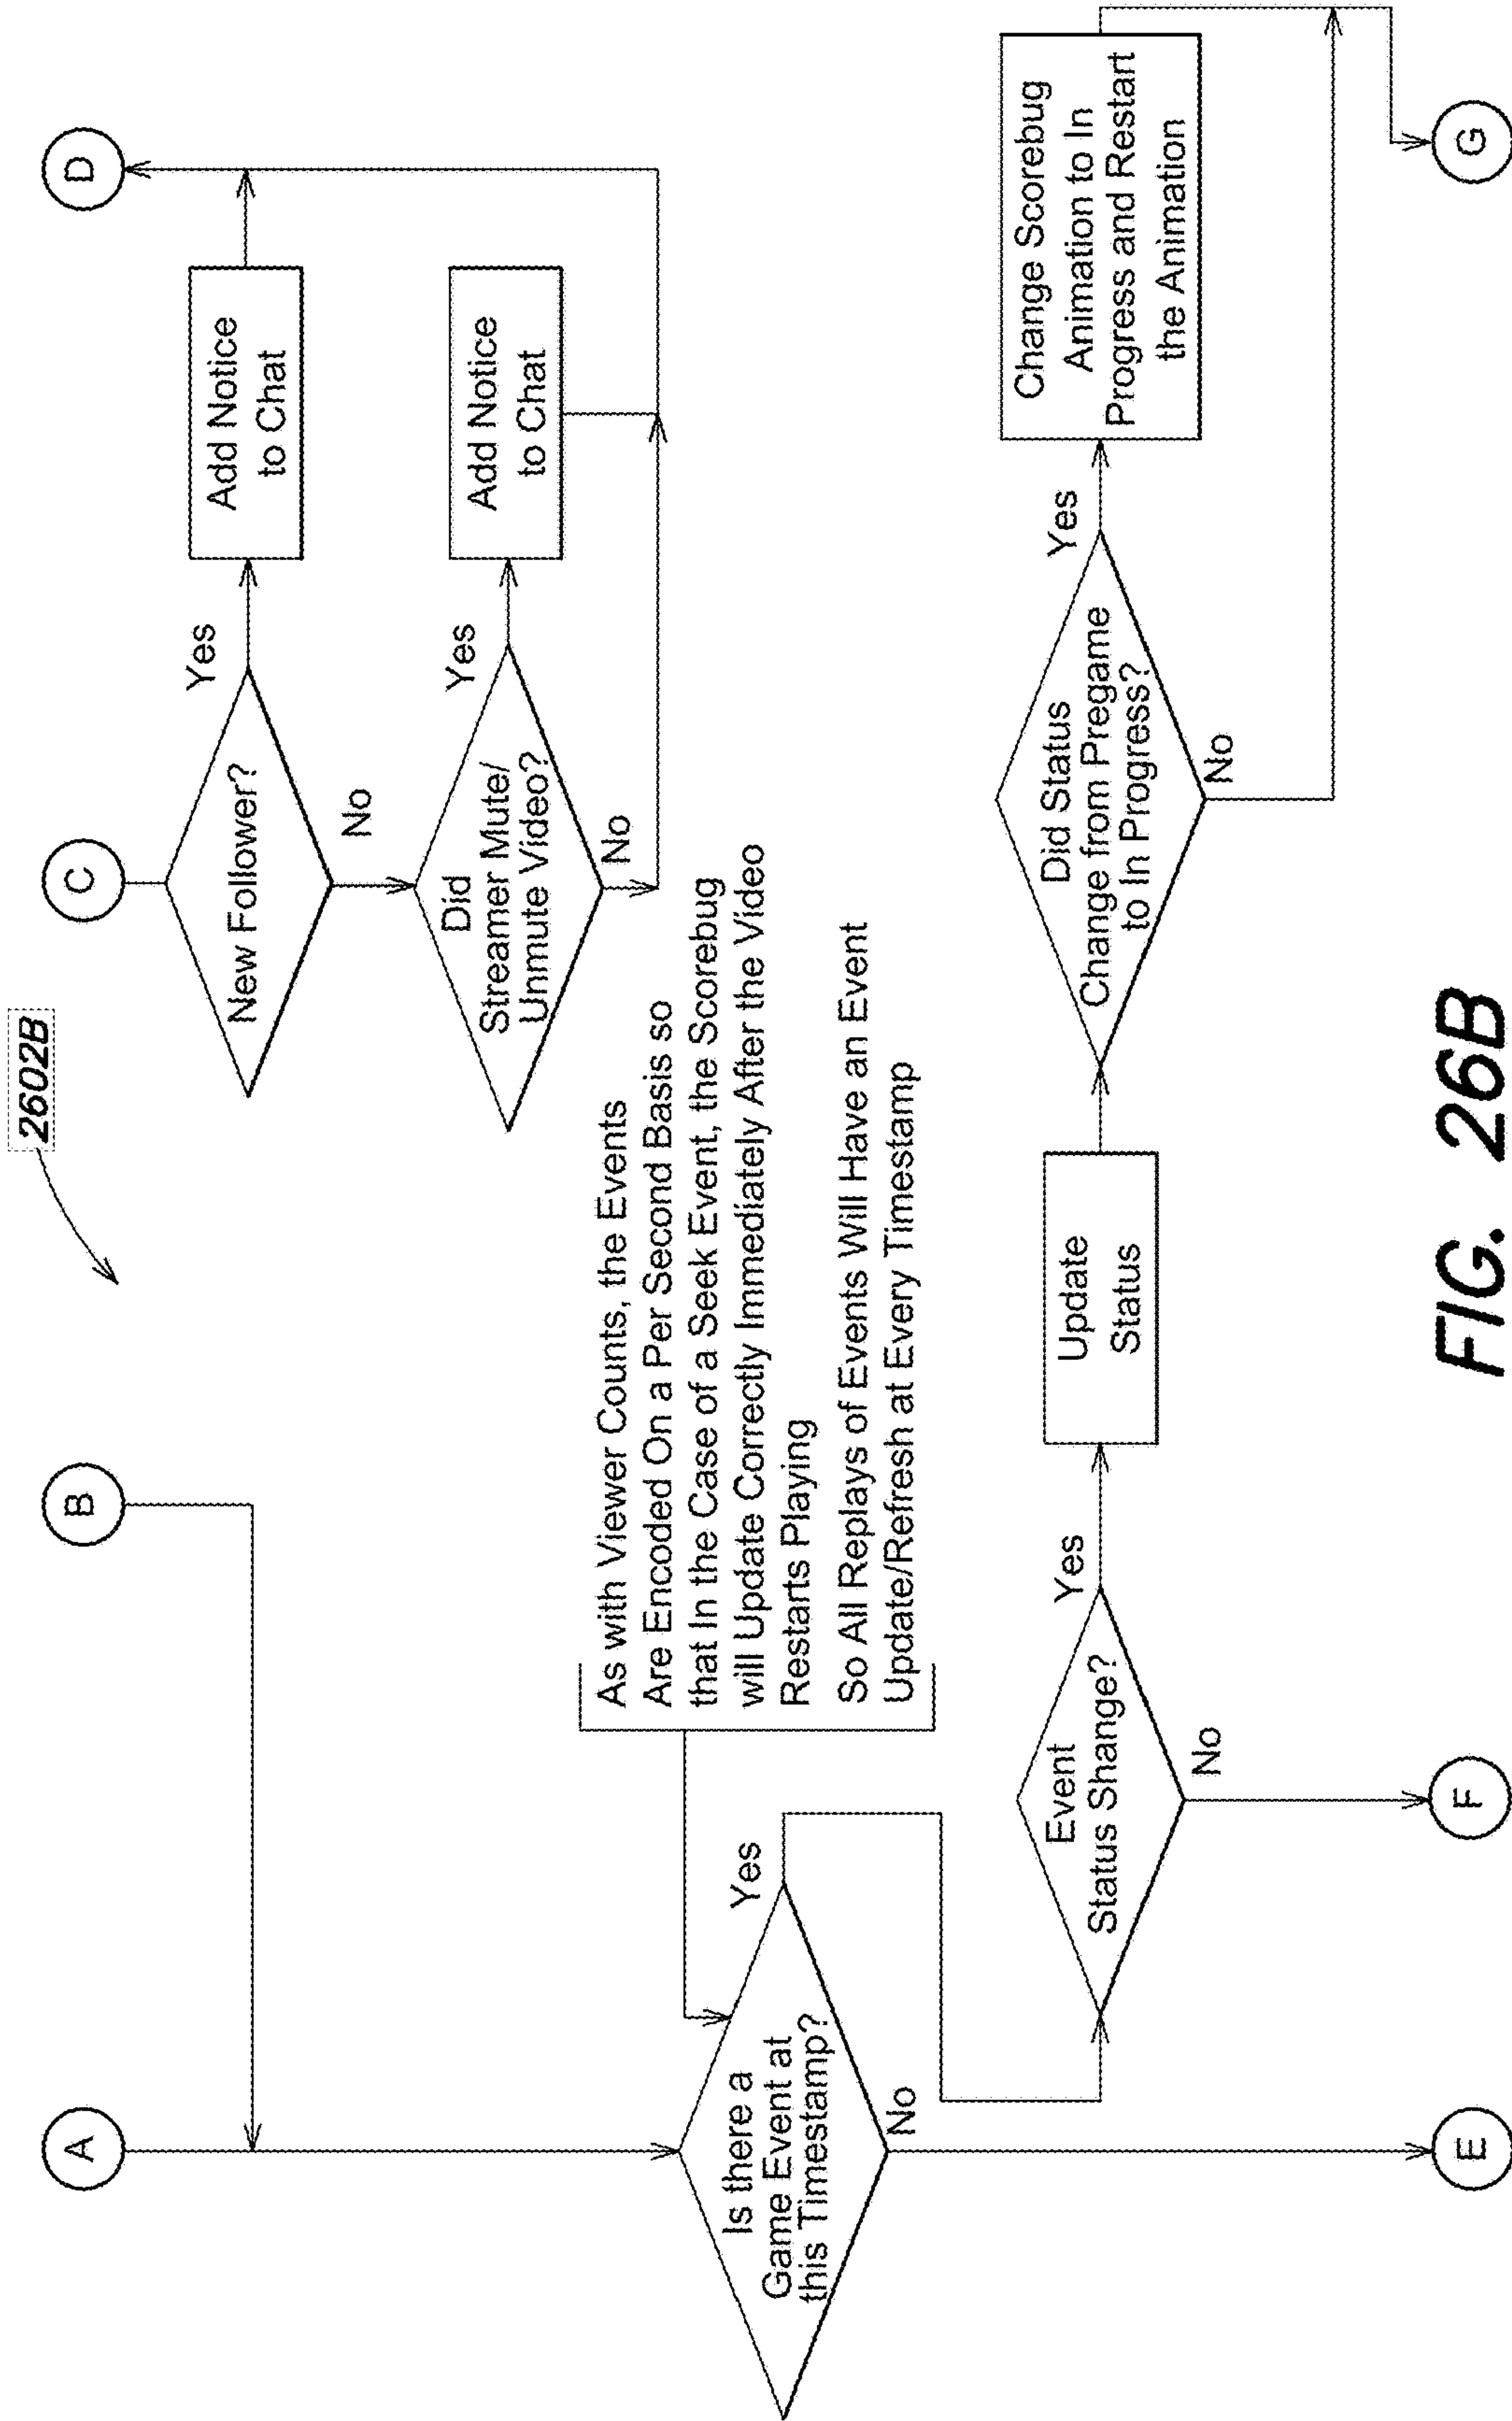 2602B
A
B
C
D
New Follower?
Yes
Add Notice
to Chat
No
Did
Streamer Mute/
Unmute Video?
Yes
Add Notice
to Chat
No
As with Viewer Counts, the Events
Are Encoded On a Per Second Basis so
that In the Case of a Seek Event, the Scorebug
will Update Correctly Immediately After the Video
Restarts Playing
So All Replays of Events Will Have an Event
Update/Refresh at Every Timestamp
Is there a
Game Event at
this Timestamp?
Yes
No
Event
Status Shange?
Yes
No
Update
Status
Did Status
Change from Pregame
to In Progress?
Yes
No
Change Scorebug
Animation to In
Progress and Restart
the Animation
E
F
G
FIG. 26B